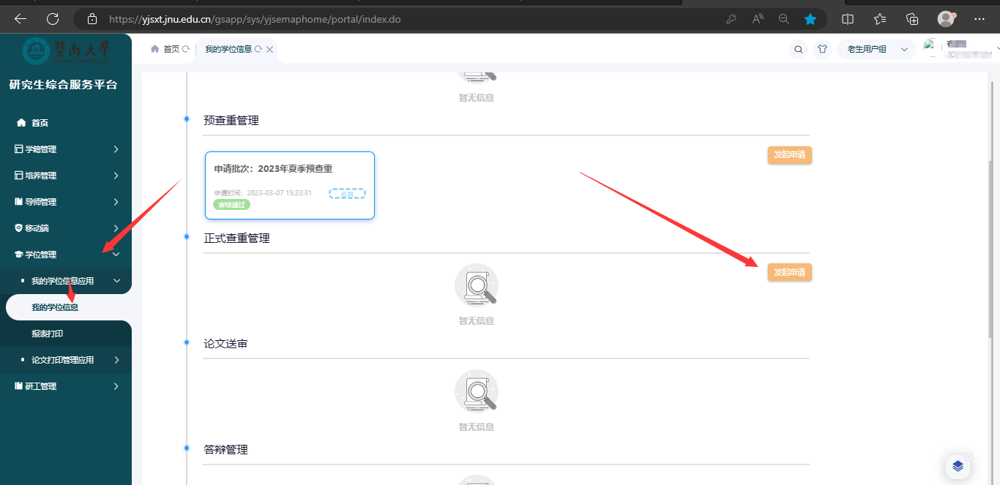 https://yjsxt.jnu.edu.cn/gsapp/sys/yjsemaphome/portal/index.do
暨南大学
JINAN UNIVERSITY
研究生综合服务平台
首页
学籍管理
培养管理
导师管理
移动端
学位管理
我的学位信息应用
我的学位信息
报表打印
论文打印管理应用
研工管理
首页
我的学位信息
老生用户组
暂无信息
预查重管理
发起申请
申请批次：2023年夏季预查重
申请时间：2023-03-07 15:23:31
查看
审核通过
正式查重管理
发起申请
暂无信息
论文送审
暂无信息
答辩管理